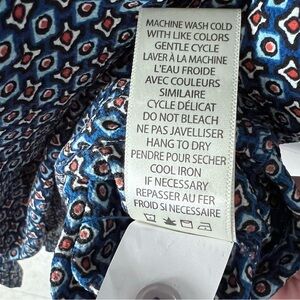 MACHINE WASH COLD
WITH LIKE COLORS
GENTLE CYCLE
LAVER À LA MACHINE
L'EAU FROIDE
AVEC COULEURS
SIMILAIRE
CYCLE DÉLICAT
DO NOT BLEACH
NE PAS JAVELLISER
HANG TO DRY
PENDRE POUR SÉCHER
COOL IRON
IF NECESSARY
REPASSER AU FER
FROID SI NÉCESSAIRE